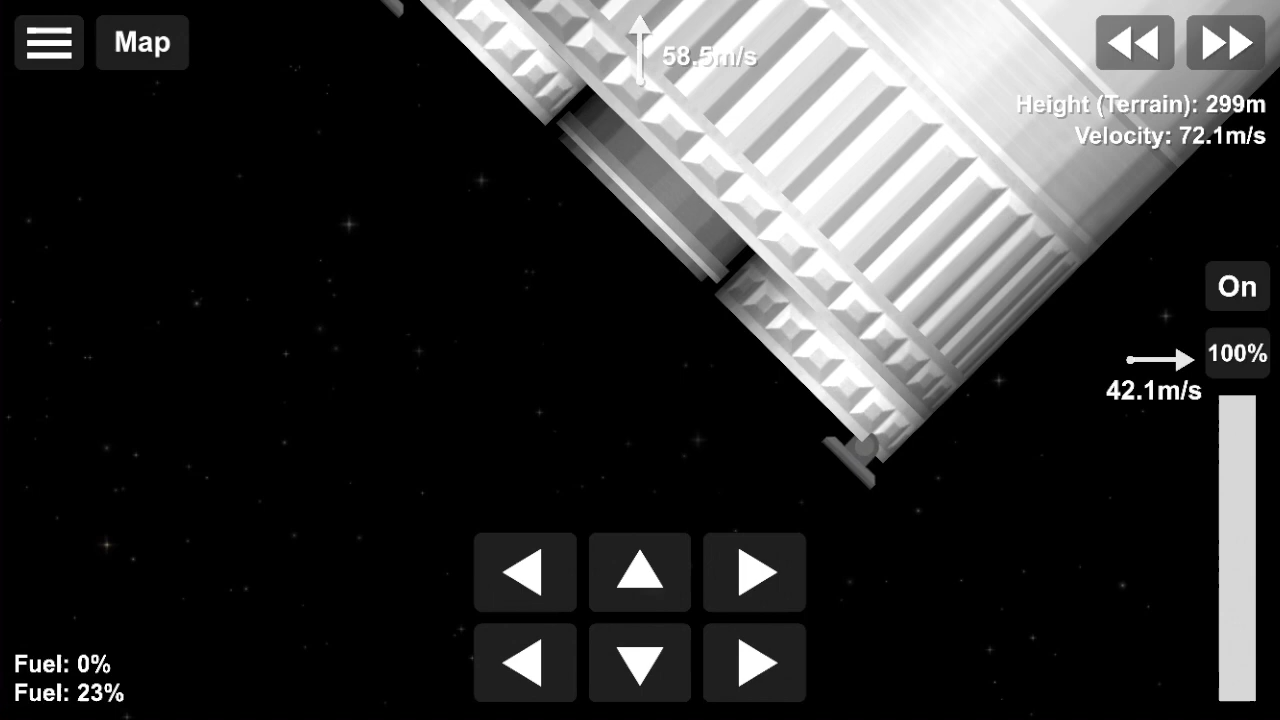 Map
58.5m/s
Height (Terrain): 299m
Velocity: 72.1m/s
On
100%
42.1m/s
Fuel: 0%
Fuel: 23%